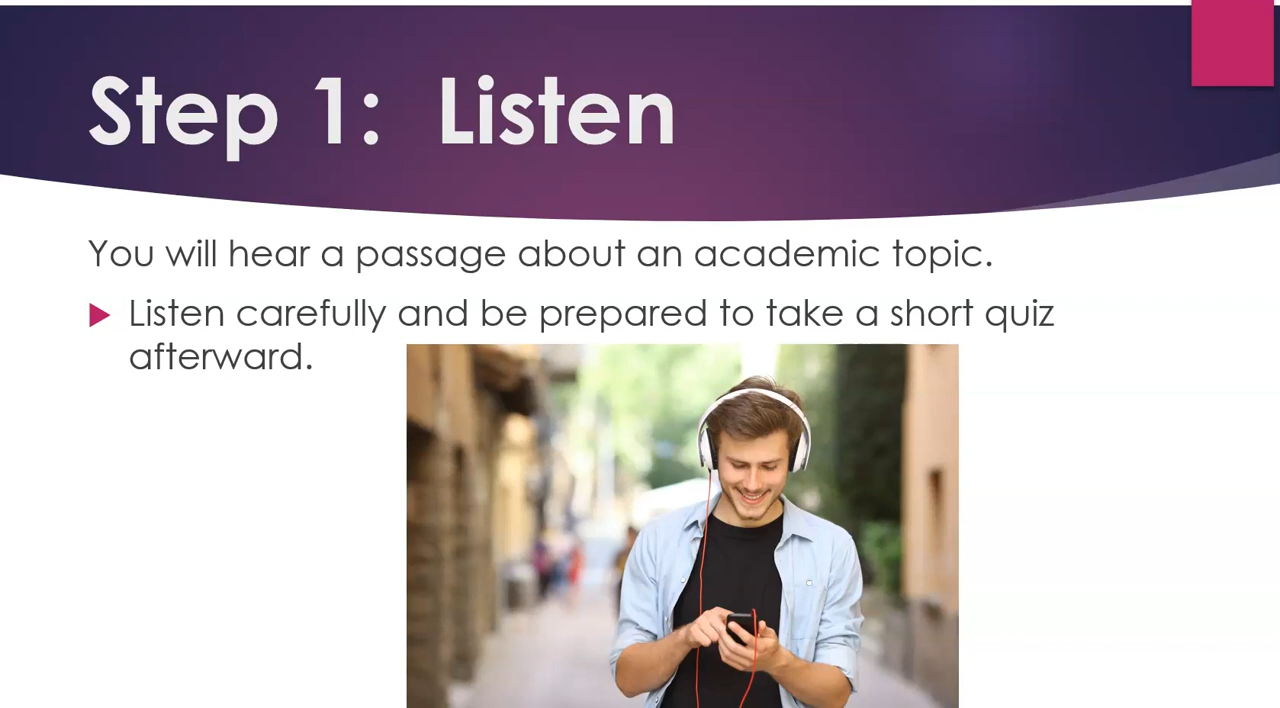 Step 1:  Listen
You will hear a passage about an academic topic.
Listen carefully and be prepared to take a short quiz
afterward.